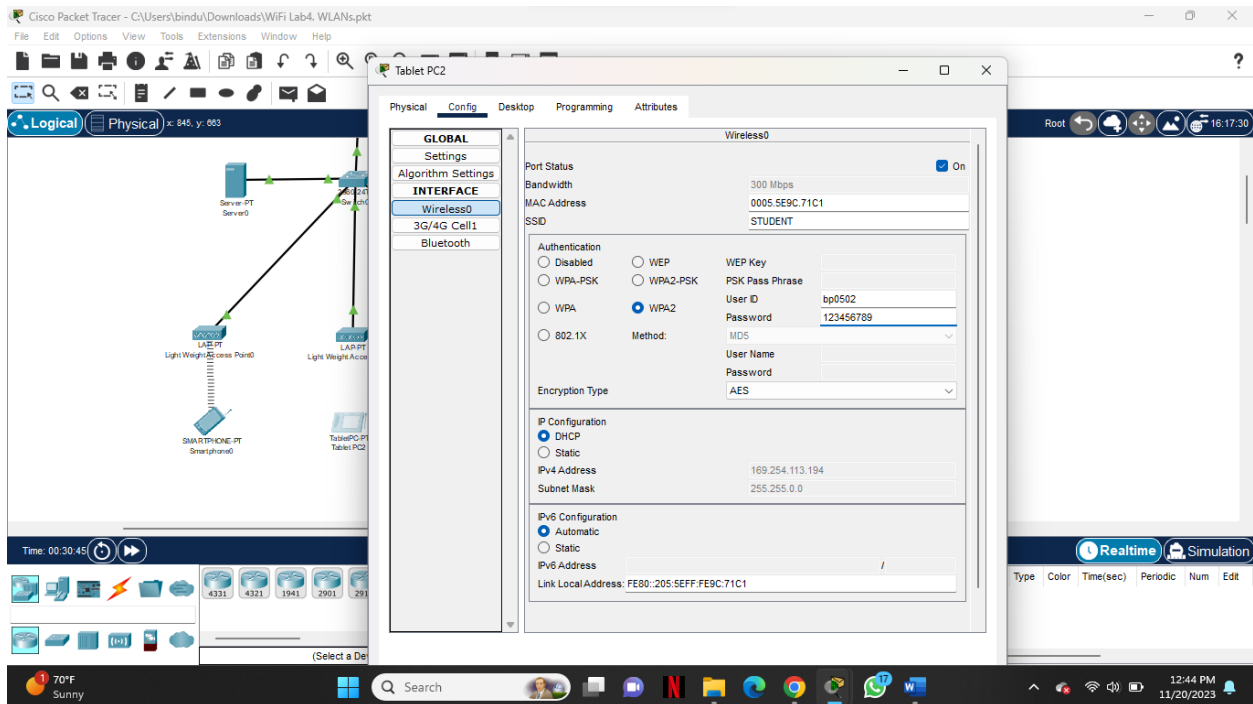 Cisco Packet Tracer - C:\Users\bindu\Downloads\WiFi Lab4. WLANs.pkt
File Edit Options View Tools Extensions Window Help
Tablet PC2
Physical Config Desktop Programming Attributes
Logical Physical x: 845, y: 663
Root 16:17:30
GLOBAL
Settings
Algorithm Settings
INTERFACE
Wireless0
3G/4G Cell1
Bluetooth
Wireless0
Port Status On
Bandwidth 300 Mbps
MAC Address 0005.5E9C.71C1
SSID STUDENT
Authentication
Disabled WEP WEP Key
WPA-PSK WPA2-PSK PSK Pass Phrase
User ID bp0502
WPA WPA2
Password 123456789
802.1X Method: MD5
User Name
Password
Encryption Type AES
IP Configuration
DHCP
Static
IPv4 Address 169.254.113.194
Subnet Mask 255.255.0.0
IPv6 Configuration
Automatic
Static
IPv6 Address /
Link Local Address: FE80::205:5EFF:FE9C:71C1
Server-PT
Server0
LAP-PT
Light Weight Access Point0
LAP-PT
Light Weight Acce
SMARTPHONE-PT
Smartphone0
TabletPC-PT
Tablet PC2
Time: 00:30:45
Realtime Simulation
4331 4321 1941 2901 291
Type Color Time(sec) Periodic Num Edit
(Select a De
1
70°F
Sunny
Search
17
12:44 PM
11/20/2023